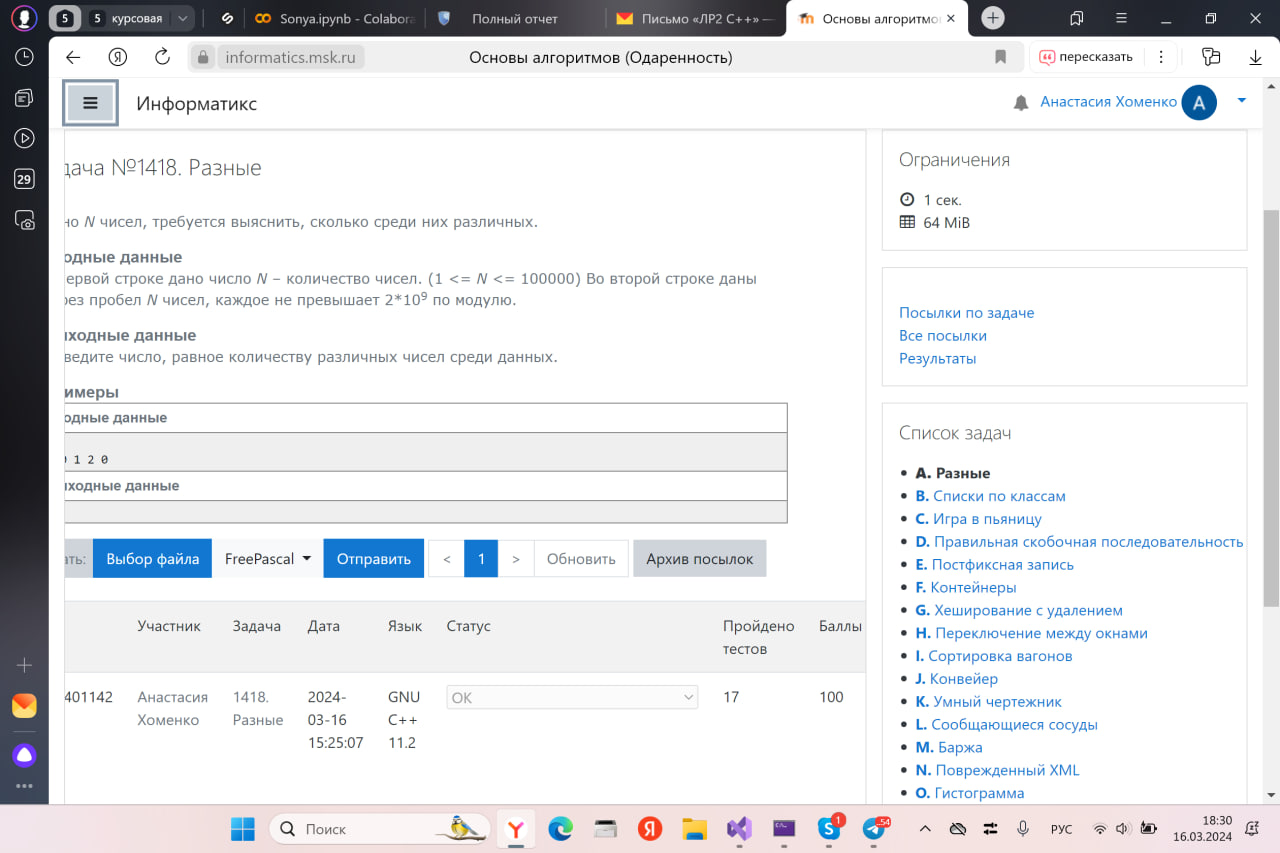 5
5 курсовая
Sonya.ipynb - Colabora
Полный отчет
Письмо «ЛР2 C++» —
Основы алгоритмо
informatics.msk.ru
Основы алгоритмов (Одаренность)
пересказать
29
Информатикс
Анастасия Хоменко
А
дача №1418. Разные
но N чисел, требуется выяснить, сколько среди них различных.
одные данные
ервой строке дано число N – количество чисел. (1 <= N <= 100000) Во второй строке даны
рез пробел N чисел, каждое не превышает 2*10⁹ по модулю.
ходные данные
ведите число, равное количеству различных чисел среди данных.
имеры
одные данные
1 2 0
ходные данные
ать:
Выбор файла
FreePascal
Отправить
<
1
>
Обновить
Архив посылок
Участник Задача Дата Язык Статус Пройдено тестов Баллы
401142 Анастасия Хоменко 1418. Разные 2024-03-16 15:25:07 GNU C++ 11.2 OK 17 100
Ограничения
1 сек.
64 MiB
Посылки по задаче
Все посылки
Результаты
Список задач
A. Разные
B. Списки по классам
C. Игра в пьяницу
D. Правильная скобочная последовательность
E. Постфиксная запись
F. Контейнеры
G. Хеширование с удалением
H. Переключение между окнами
I. Сортировка вагонов
J. Конвейер
K. Умный чертежник
L. Сообщающиеся сосуды
M. Баржа
N. Поврежденный XML
O. Гистограмма
Поиск
1
54
РУС
18:30
16.03.2024